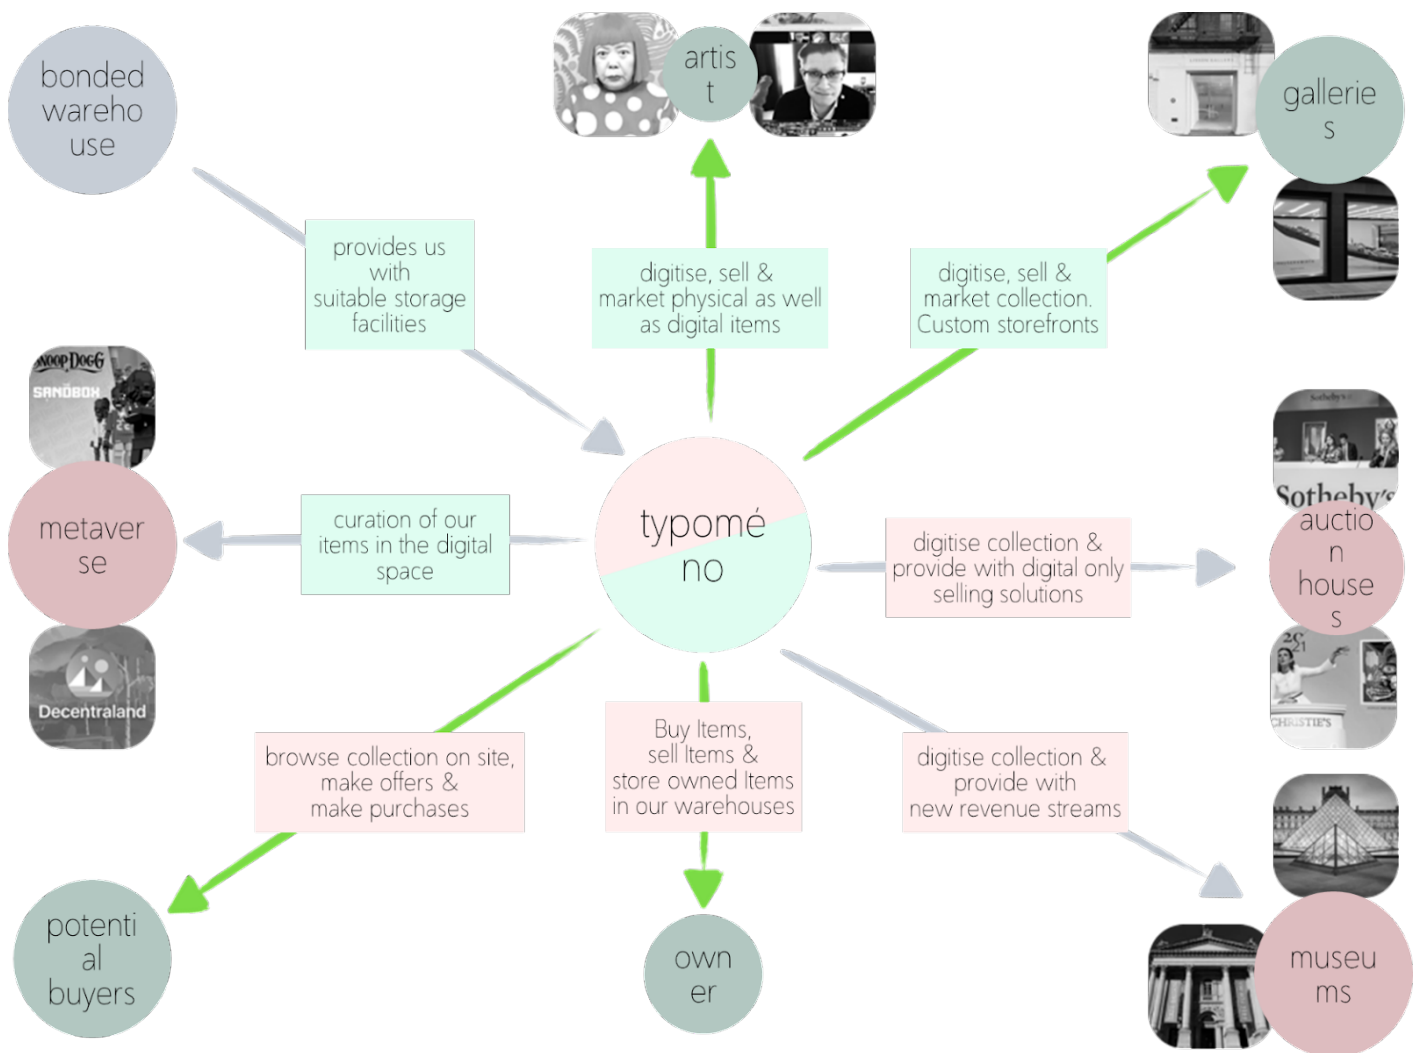 bonded
wareho
use
artis
t
gallerie
s
provides us
with
suitable storage
facilities
digitise, sell &
market physical as well
as digital items
digitise, sell &
market collection.
Custom storefronts
SNOOP DOGG
THE
SANDBOX
metaver
se
Decentraland
curation of our
items in the digital
space
typomé
no
digitise collection &
provide with digital only
selling solutions
Sotheby's
Sotheby's
auctio
n
house
s
20
21
CHRISTIE'S
browse collection on site,
make offers &
make purchases
Buy Items,
sell Items &
store owned Items
in our warehouses
digitise collection &
provide with
new revenue streams
potenti
al
buyers
own
er
museu
ms